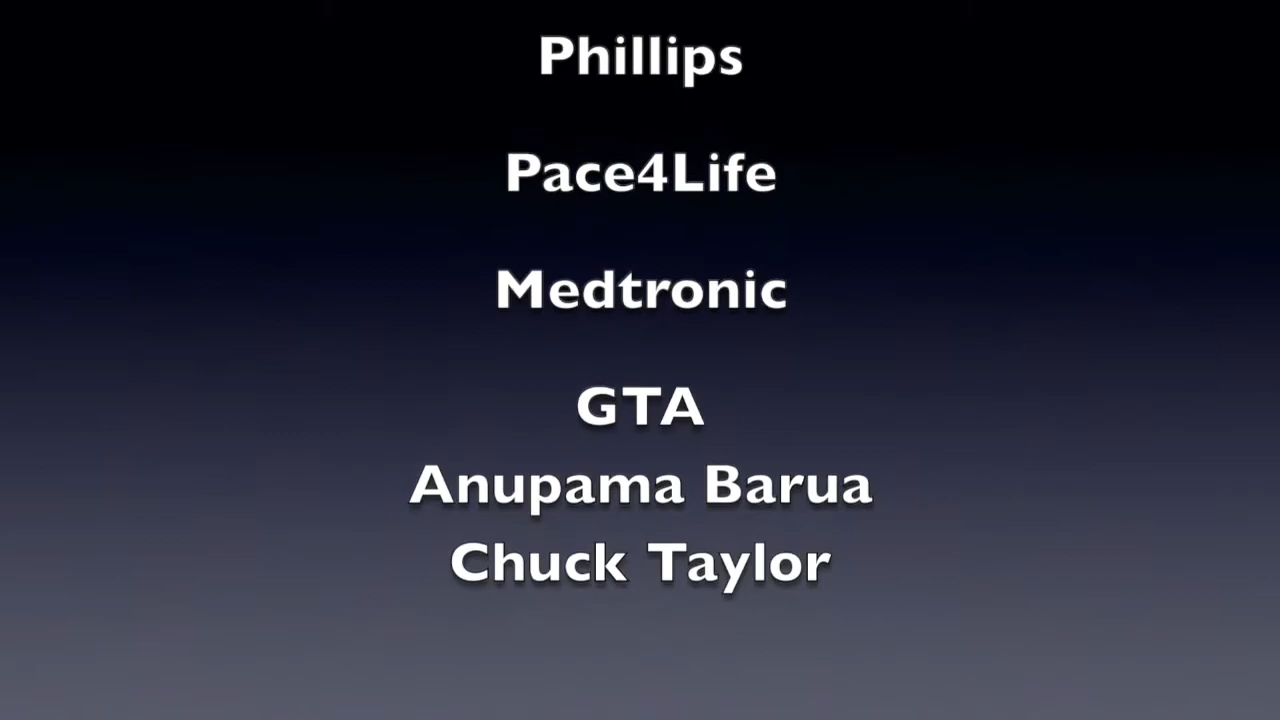 Phillips
Pace4Life
Medtronic
GTA
Anupama Barua
Chuck Taylor